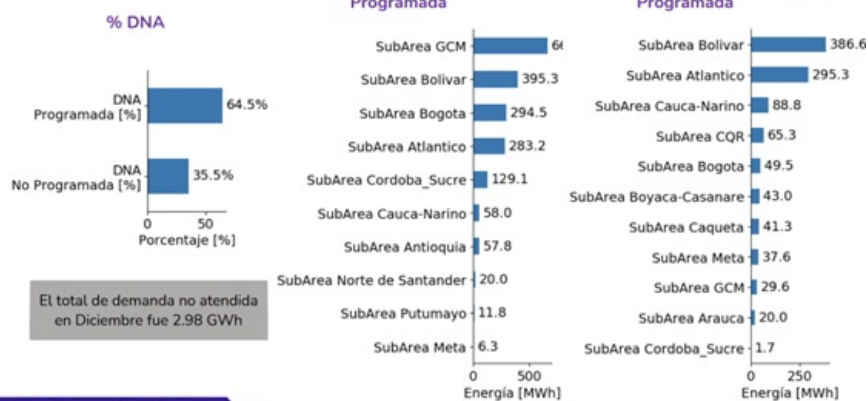 % DNA
DNA
Programada [%]
64.5%
DNA
No Programada [%]
35.5%
0
50
Porcentaje [%]
El total de demanda no atendida
en Diciembre fue 2.98 GWh
Programada
SubArea GCM
SubArea Bolivar 395.3
SubArea Bogota 294.5
SubArea Atlantico 283.2
SubArea Cordoba_Sucre 129.1
SubArea Cauca-Narino 58.0
SubArea Antioquia 57.8
SubArea Norte de Santander 20.0
SubArea Putumayo 11.8
SubArea Meta 6.3
0 500
Energía [MWh]
Programada
SubArea Bolivar 386.6
SubArea Atlantico 295.3
SubArea Cauca-Narino 88.8
SubArea CQR 65.3
SubArea Bogota 49.5
SubArea Boyaca-Casanare 43.0
SubArea Caqueta 41.3
SubArea Meta 37.6
SubArea GCM 29.6
SubArea Arauca 20.0
SubArea Cordoba_Sucre 1.7
0 250
Energía [MWh]